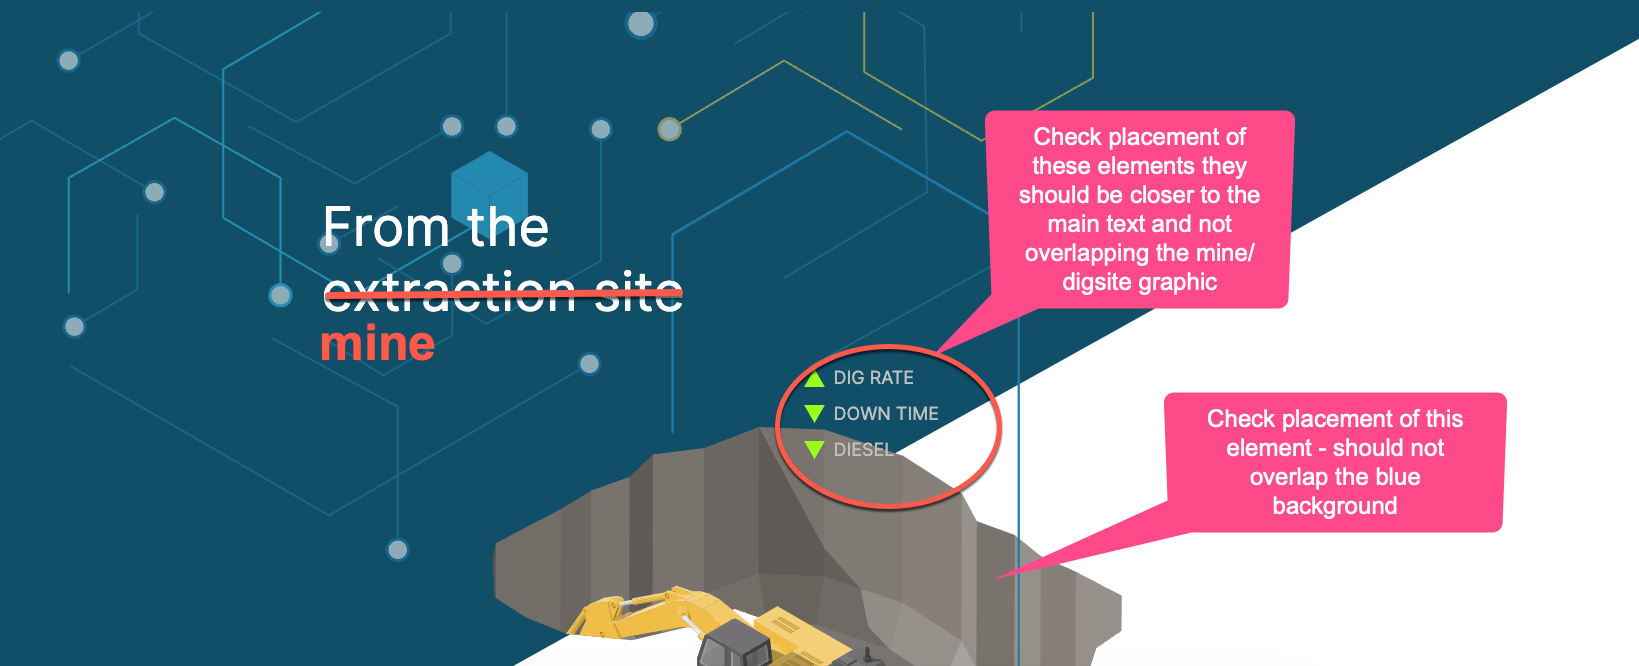 From the
extraction site
mine
Check placement of
these elements they
should be closer to the
main text and not
overlapping the mine/
digsite graphic
DIG RATE
DOWN TIME
DIESEL
Check placement of this
element - should not
overlap the blue
background